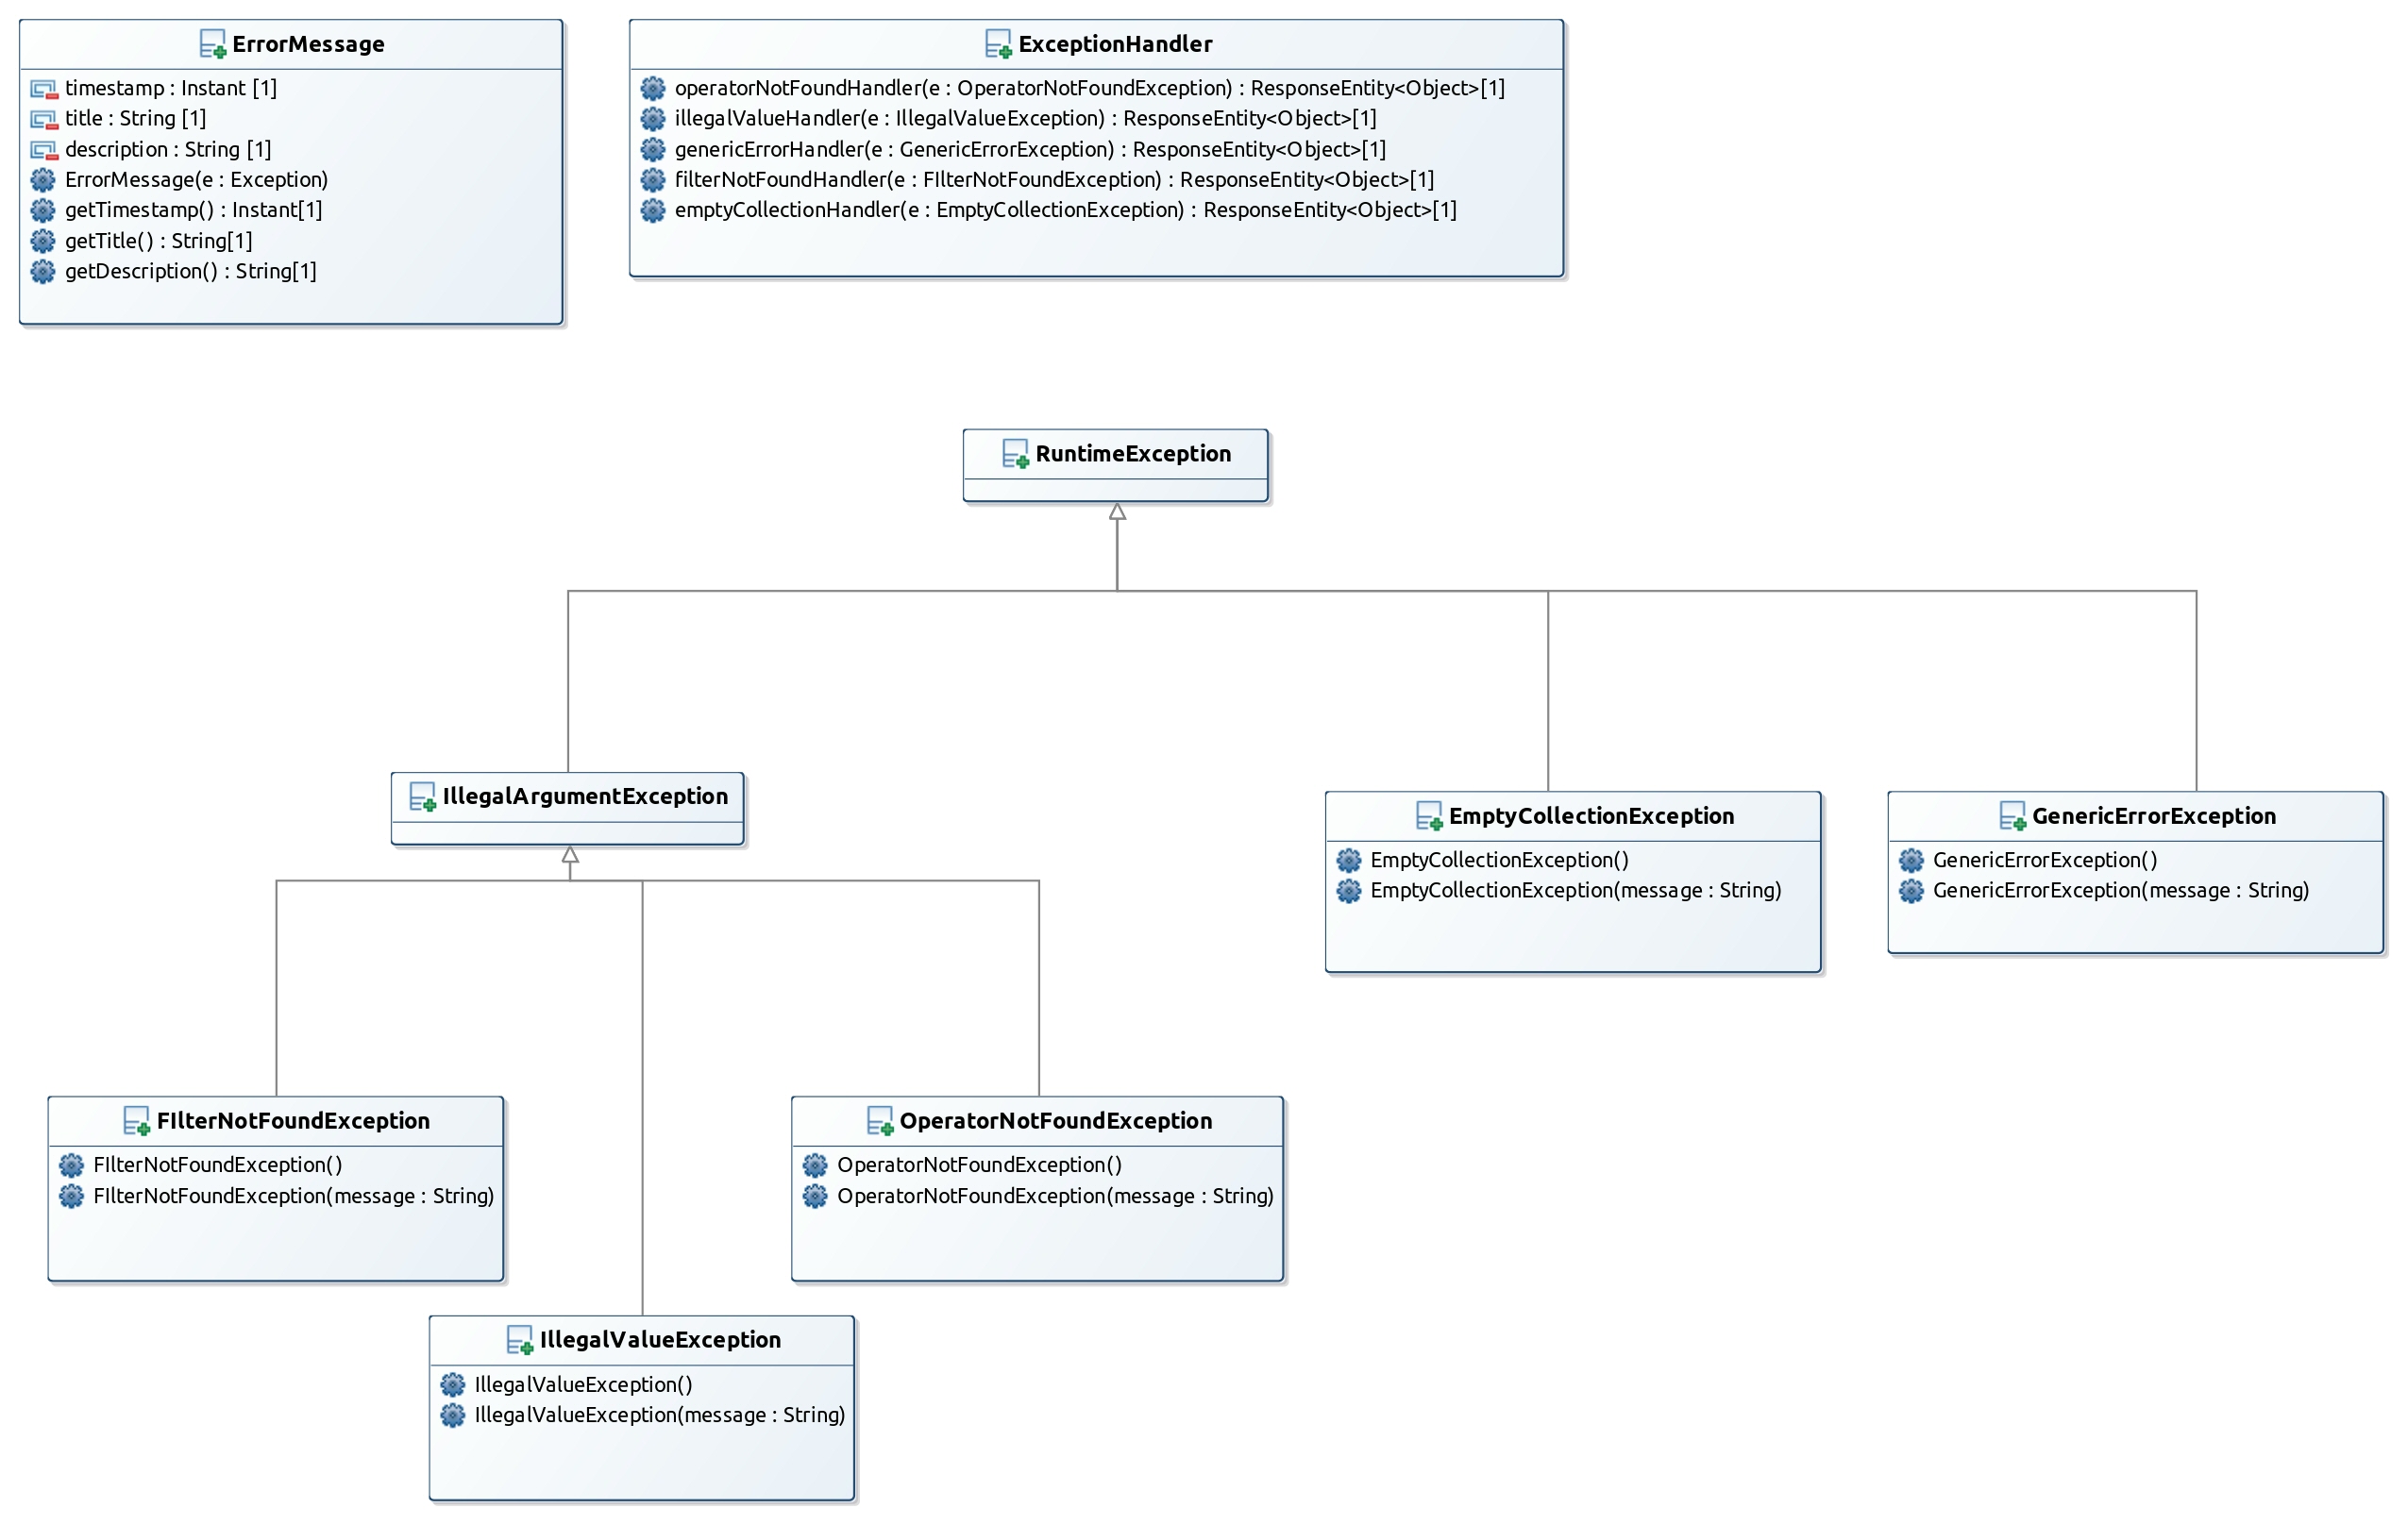 ErrorMessage
timestamp : Instant [1]
title : String [1]
description : String [1]
ErrorMessage(e : Exception)
getTimestamp() : Instant[1]
getTitle() : String[1]
getDescription() : String[1]
ExceptionHandler
operatorNotFoundHandler(e : OperatorNotFoundException) : ResponseEntity<Object>[1]
illegalValueHandler(e : IllegalValueException) : ResponseEntity<Object>[1]
genericErrorHandler(e : GenericErrorException) : ResponseEntity<Object>[1]
filterNotFoundHandler(e : FIlterNotFoundException) : ResponseEntity<Object>[1]
emptyCollectionHandler(e : EmptyCollectionException) : ResponseEntity<Object>[1]
RuntimeException
IllegalArgumentException
EmptyCollectionException
EmptyCollectionException()
EmptyCollectionException(message : String)
GenericErrorException
GenericErrorException()
GenericErrorException(message : String)
FIlterNotFoundException
FIlterNotFoundException()
FIlterNotFoundException(message : String)
OperatorNotFoundException
OperatorNotFoundException()
OperatorNotFoundException(message : String)
IllegalValueException
IllegalValueException()
IllegalValueException(message : String)